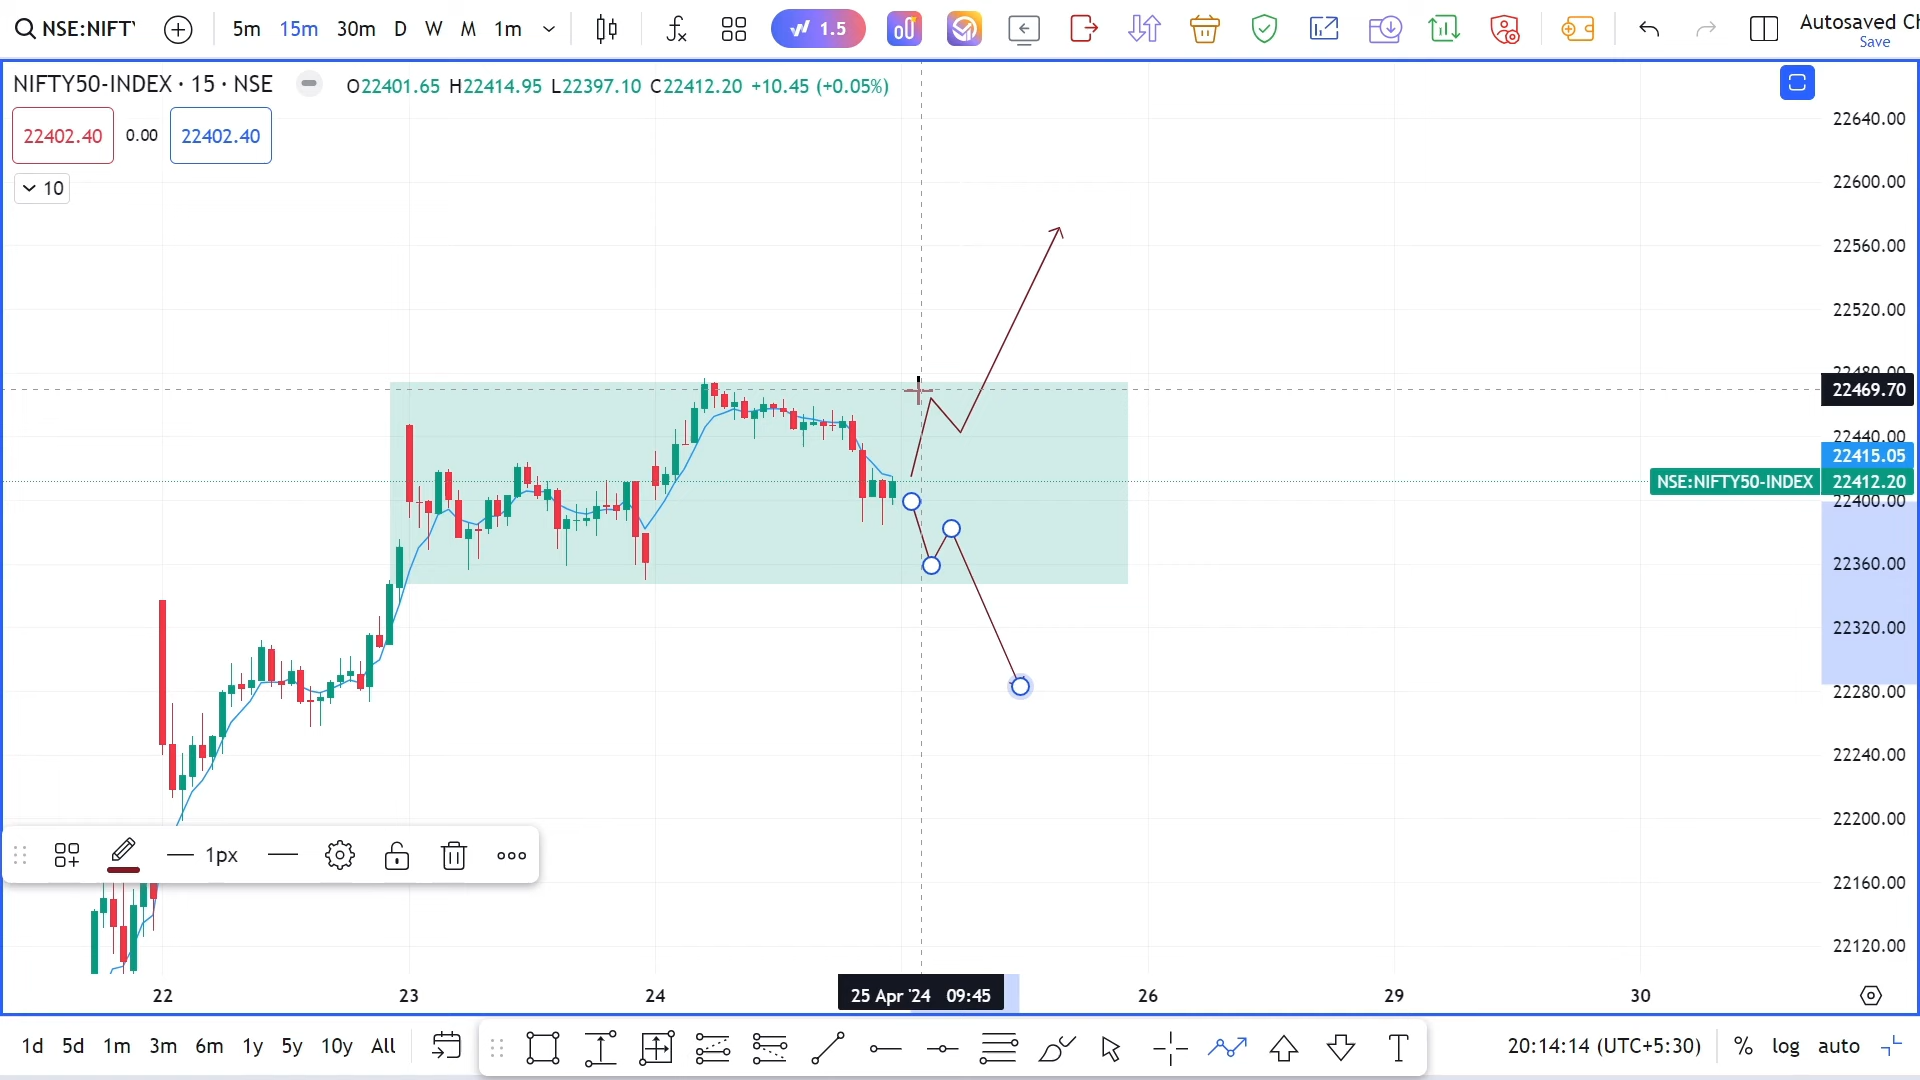 NSE:NIFTY
5m 15m 30m D W M 1m
1.5
Autosaved Ch
Save
NIFTY50-INDEX · 15 · NSE
O22401.65 H22414.95 L22397.10 C22412.20 +10.45 (+0.05%)
22402.40 0.00 22402.40
10
22640.00
22600.00
22560.00
22520.00
22480.00
22469.70
22440.00
22415.05
NSE:NIFTY50-INDEX 22412.20
22400.00
22360.00
22320.00
22280.00
22240.00
22200.00
22160.00
22120.00
1px
22 23 24 25 Apr '24 09:45 26 29 30
1d 5d 1m 3m 6m 1y 5y 10y All
T
20:14:14 (UTC+5:30) % log auto